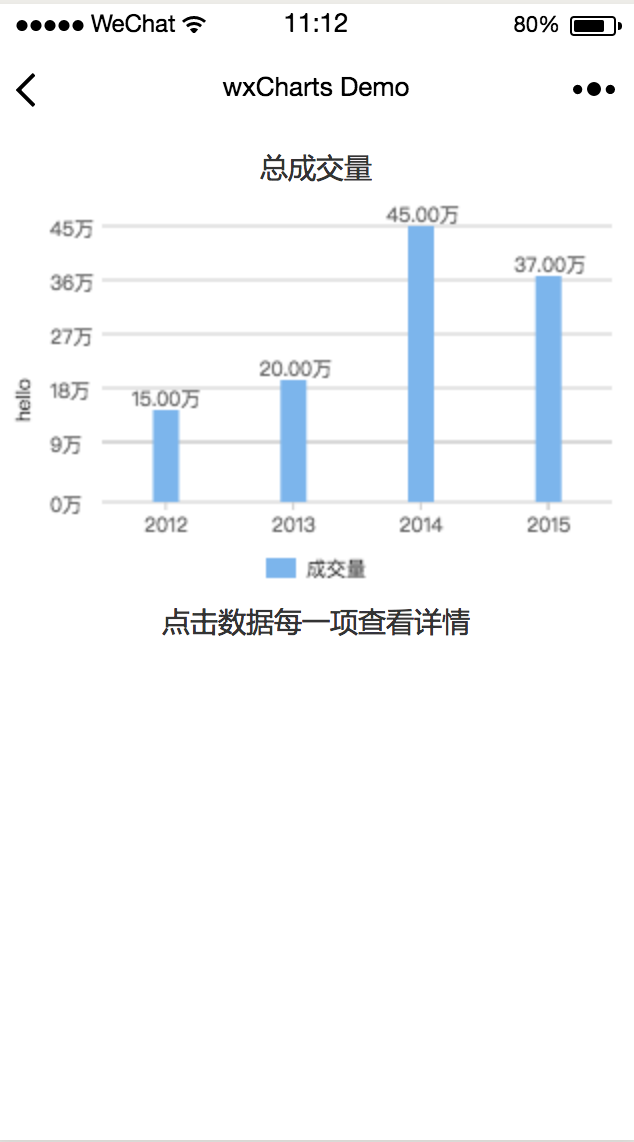 WeChat 11:12 80%
wxCharts Demo
总成交量
45.00万
45万
37.00万
36万
27万
20.00万
18万
15.00万
hello
9万
0万
2012 2013 2014 2015
成交量
点击数据每一项查看详情